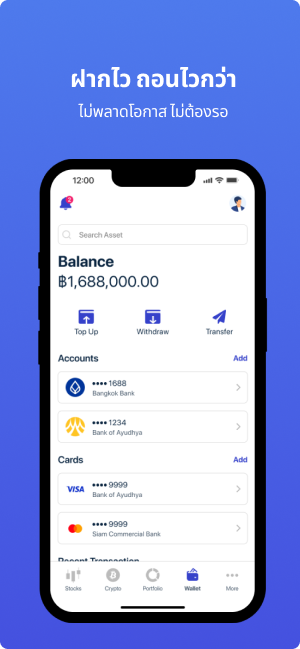 ฝากไว ถอนไวกว่า
ไม่พลาดโอกาส ไม่ต้องรอ
12:00
2
Search Asset
Balance
฿1,688,000.00
Top Up
Withdraw
Transfer
Accounts
Add
•••• 1688
Bangkok Bank
•••• 1234
Bank of Ayudhya
Cards
Add
VISA
•••• 9999
Bank of Ayudhya
•••• 9999
Siam Commercial Bank
Recent Transaction
Stocks
Crypto
Portfolio
Wallet
More